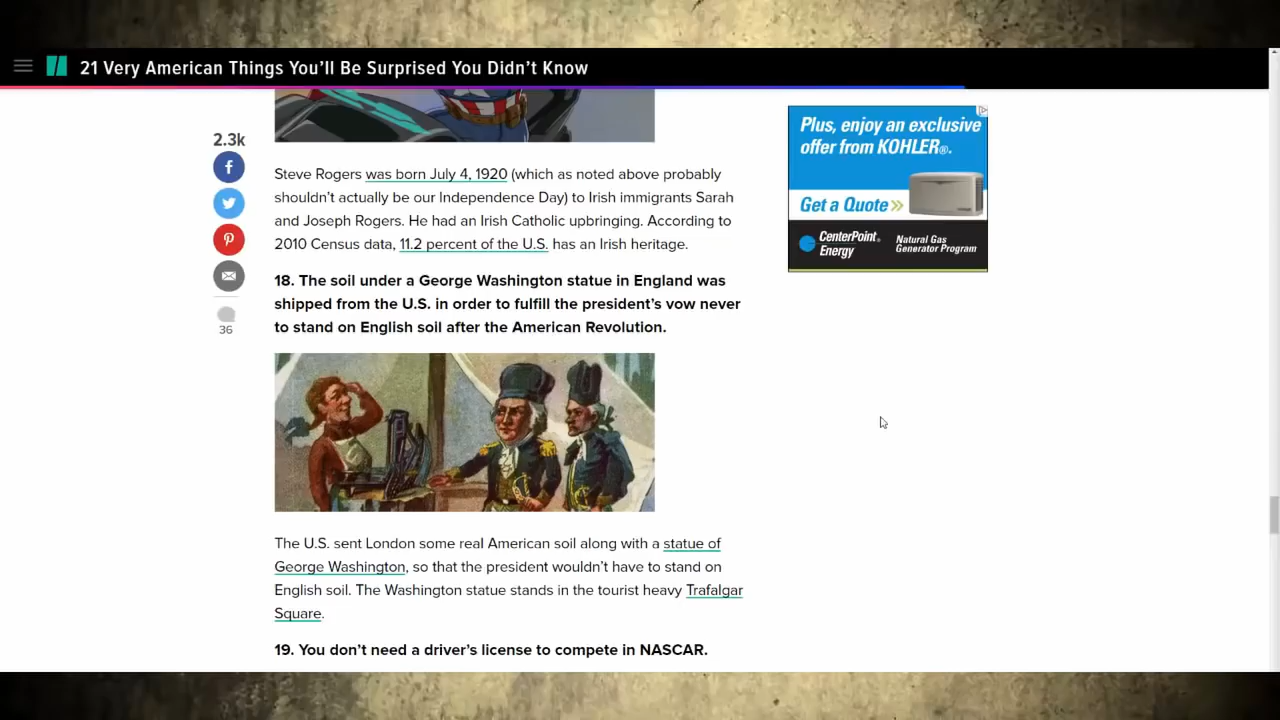 21 Very American Things You'll Be Surprised You Didn't Know
2.3k
36
Steve Rogers was born July 4, 1920 (which as noted above probably
shouldn't actually be our Independence Day) to Irish immigrants Sarah
and Joseph Rogers. He had an Irish Catholic upbringing. According to
2010 Census data, 11.2 percent of the U.S. has an Irish heritage.
18. The soil under a George Washington statue in England was
shipped from the U.S. in order to fulfill the president's vow never
to stand on English soil after the American Revolution.
The U.S. sent London some real American soil along with a statue of
George Washington, so that the president wouldn't have to stand on
English soil. The Washington statue stands in the tourist heavy Trafalgar
Square.
19. You don't need a driver's license to compete in NASCAR.
Plus, enjoy an exclusive
offer from KOHLER®.
Get a Quote »
CenterPoint®
Energy
Natural Gas
Generator Program